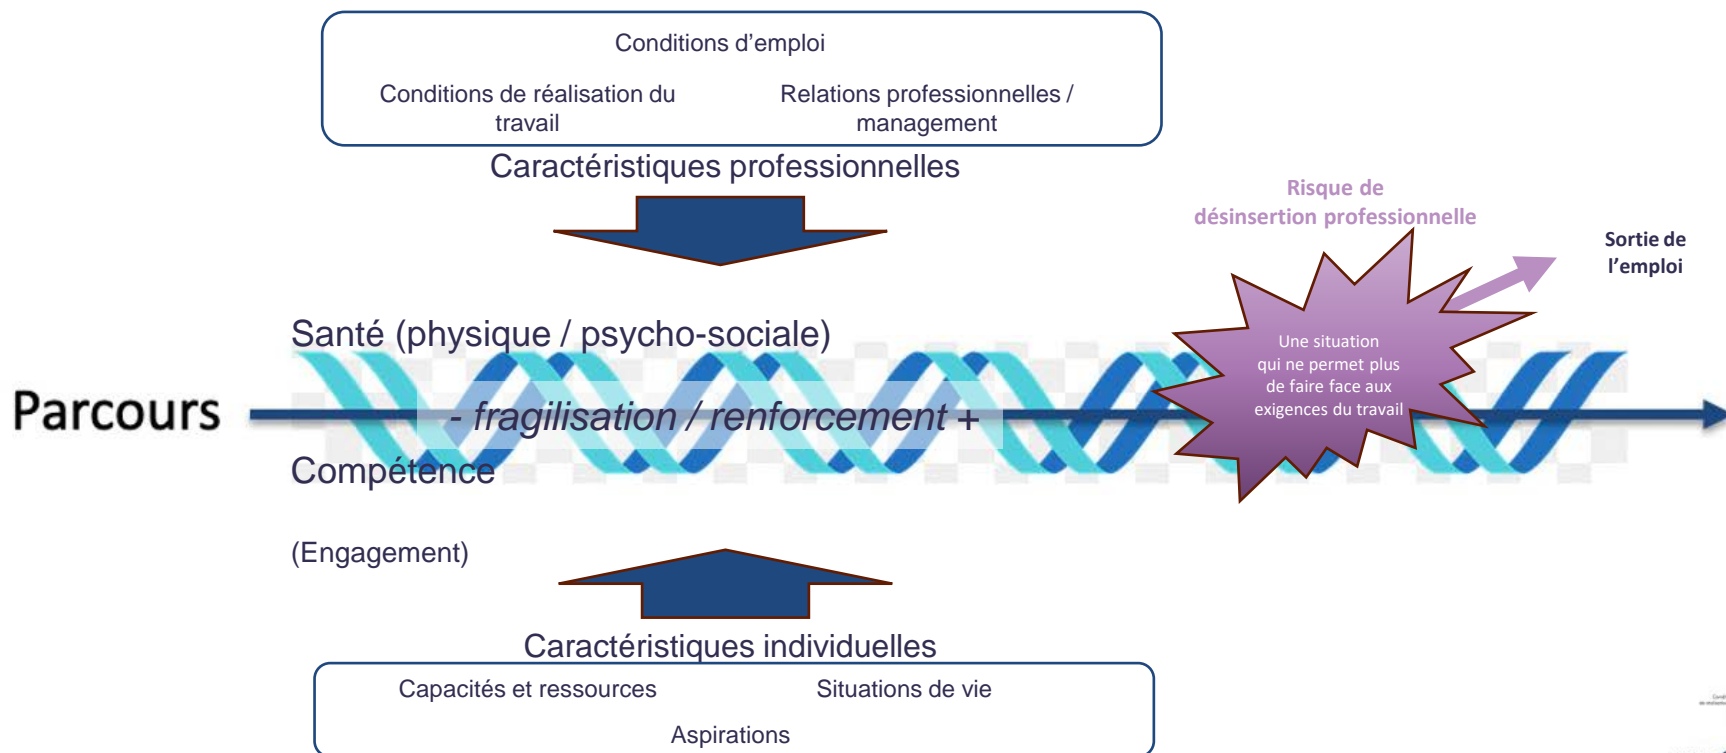 Conditions d’emploi
Conditions de réalisation du
travail
Relations professionnelles /
management
Caractéristiques professionnelles
Risque de
désinsertion professionnelle
Sortie de
l’emploi
Santé (physique / psycho-sociale)
Une situation
qui ne permet plus
de faire face aux
exigences du travail
Parcours
- fragilisation / renforcement +
Compétence
(Engagement)
Caractéristiques individuelles
Capacités et ressources
Situations de vie
Aspirations